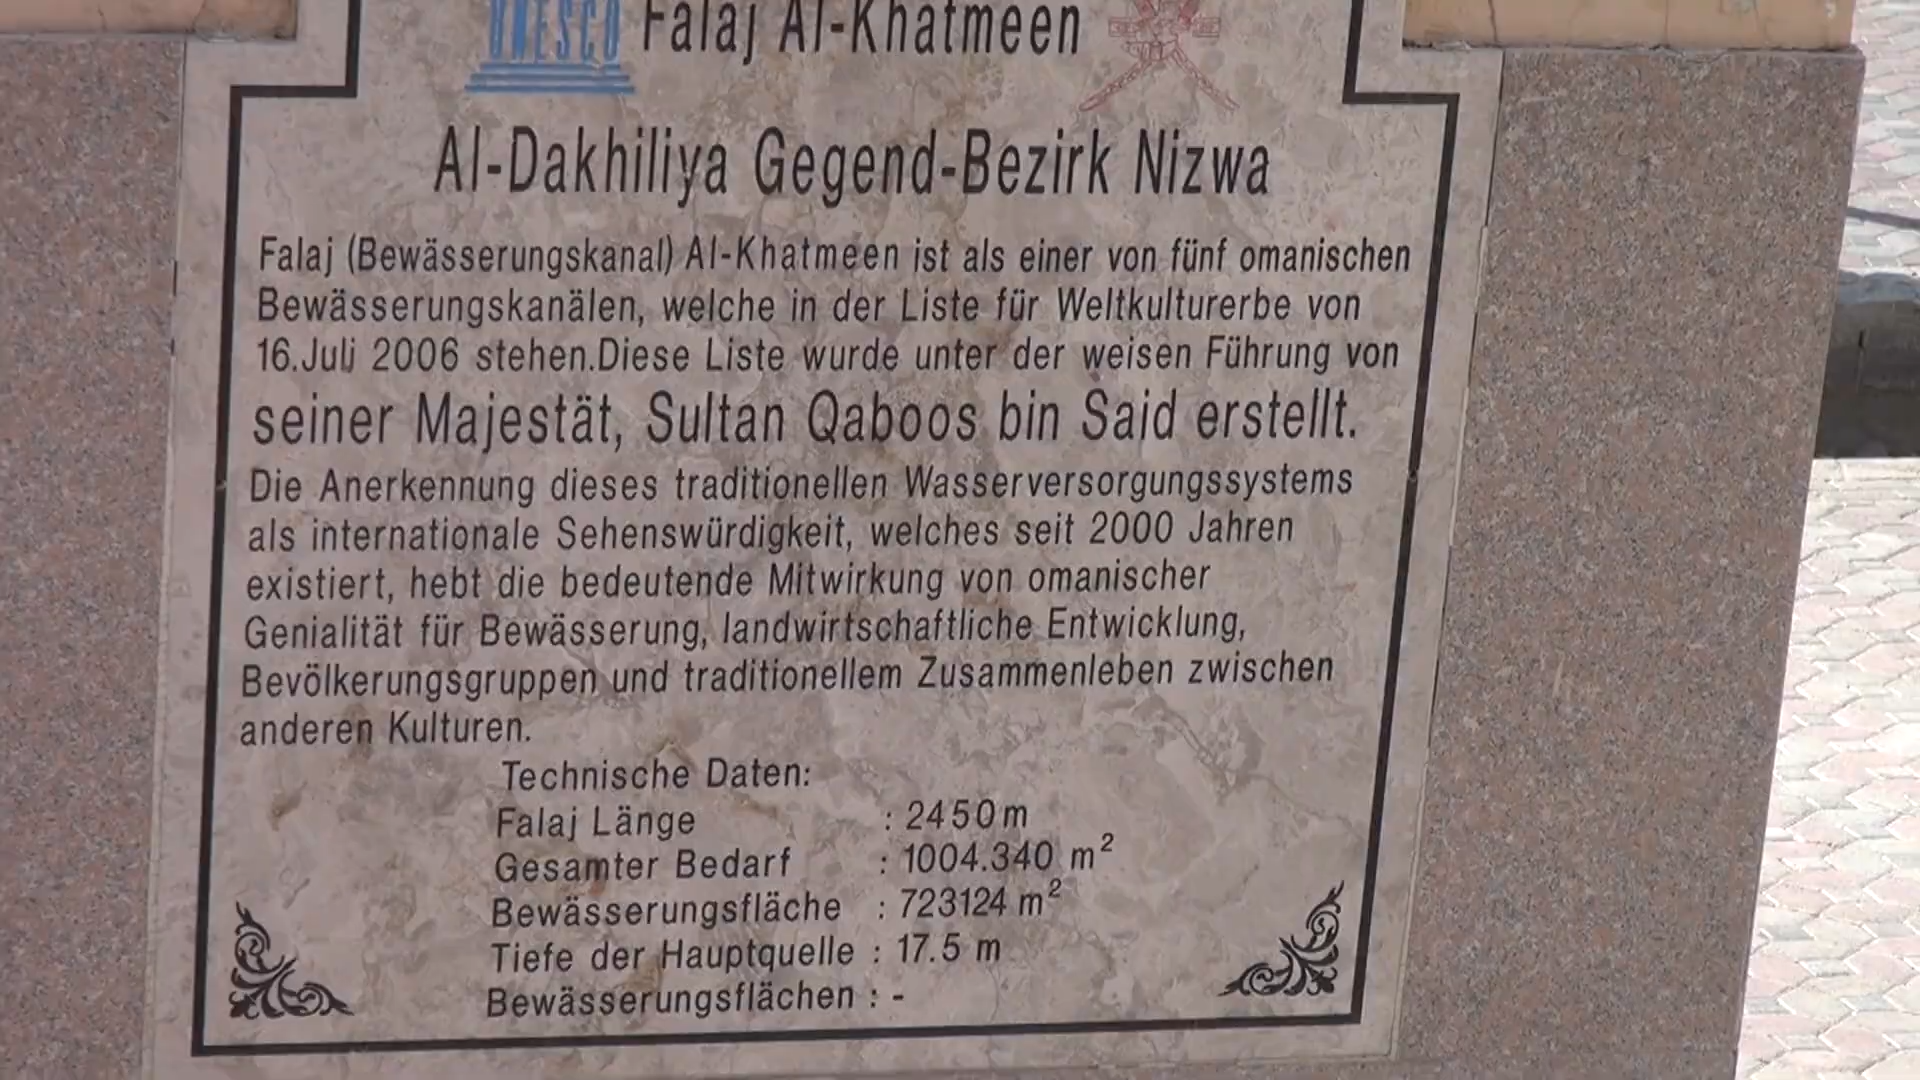 UNESCO Falaj Al-Khatmeen
Al-Dakhiliya Gegend-Bezirk Nizwa
Falaj (Bewässerungskanal) Al-Khatmeen ist als einer von fünf omanischen
Bewässerungskanälen, welche in der Liste für Weltkulturerbe von
16.Juli 2006 stehen.Diese Liste wurde unter der weisen Führung von
seiner Majestät, Sultan Qaboos bin Said erstellt.
Die Anerkennung dieses traditionellen Wasserversorgungssystems
als internationale Sehenswürdigkeit, welches seit 2000 Jahren
existiert, hebt die bedeutende Mitwirkung von omanischer
Genialität für Bewässerung, landwirtschaftliche Entwicklung,
Bevölkerungsgruppen und traditionellem Zusammenleben zwischen
anderen Kulturen.
Technische Daten:
Falaj Länge : 2450 m
Gesamter Bedarf : 1004.340 m²
Bewässerungsfläche : 723124 m²
Tiefe der Hauptquelle : 17.5 m
Bewässerungsflächen : -